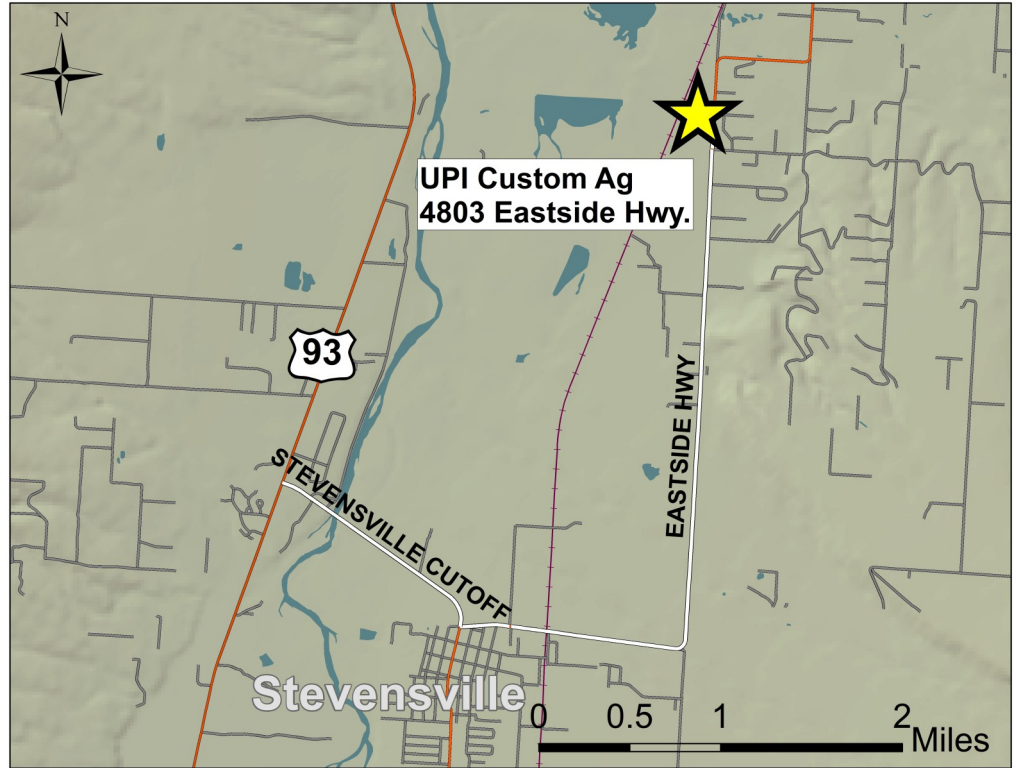 N
UPI Custom Ag
4803 Eastside Hwy.
93
EASTSIDE HWY
STEVENSVILLE CUTOFF
Stevensville
0 0.5 1 2
Miles